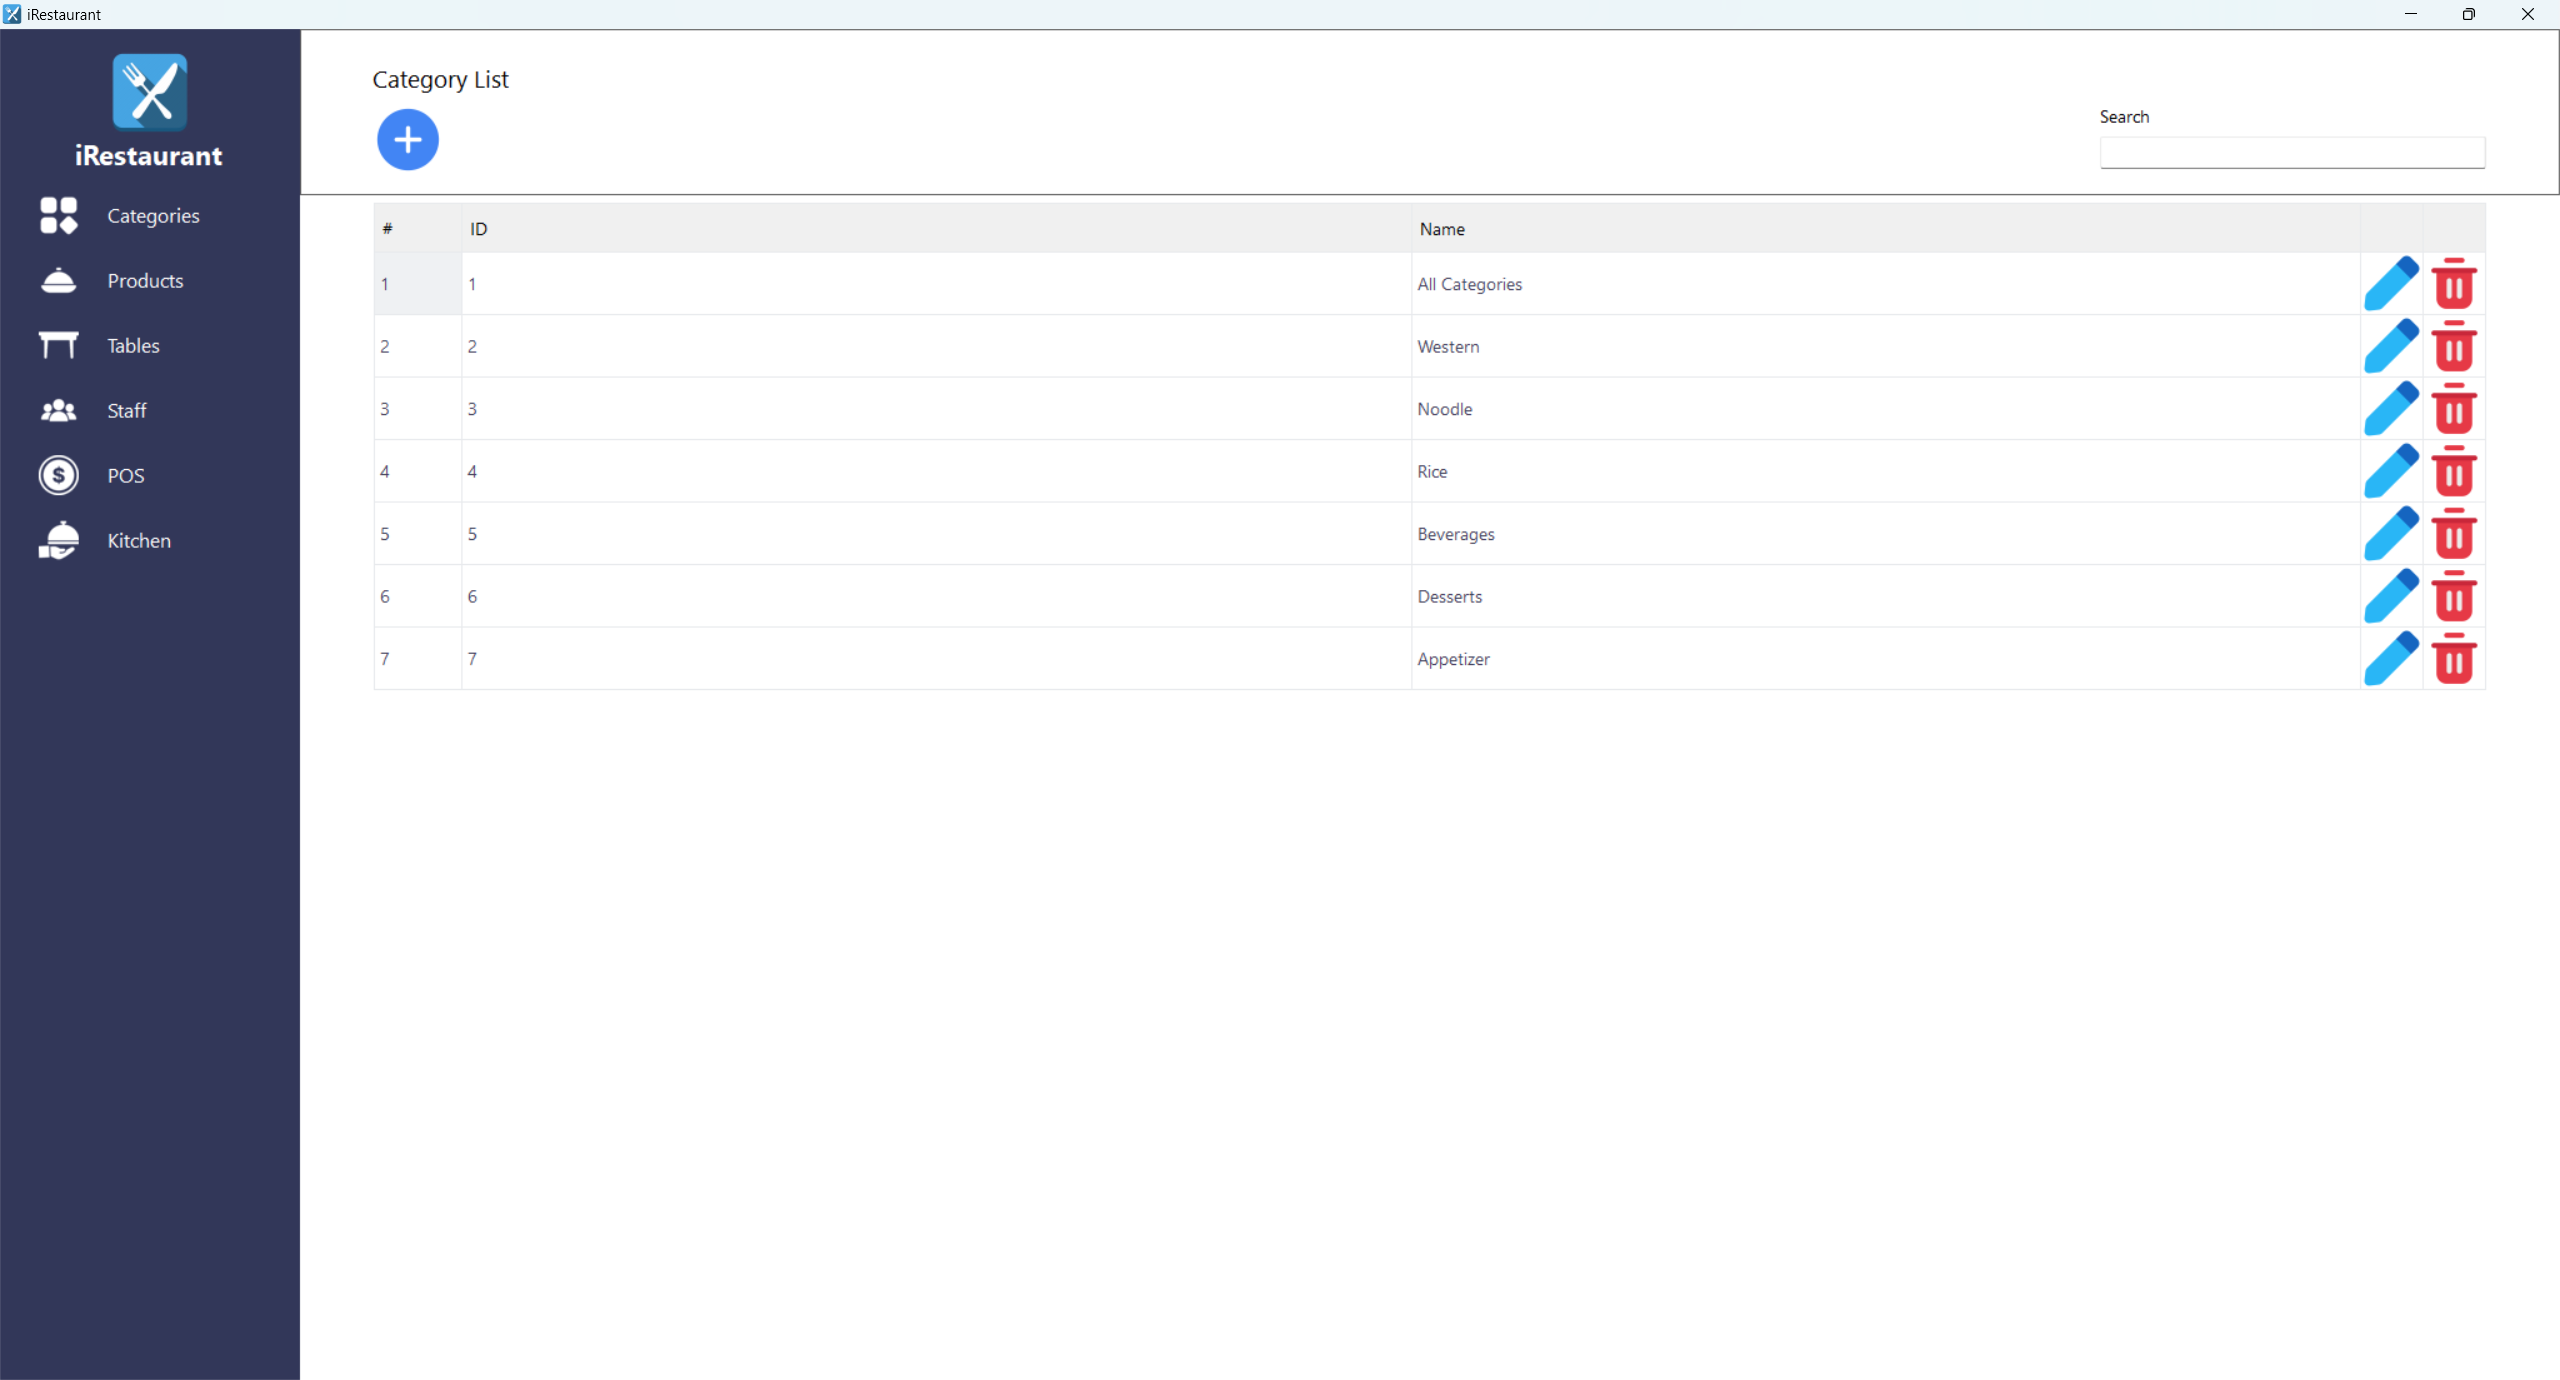 iRestaurant
iRestaurant
Categories
Products
Tables
Staff
POS
Kitchen
Category List
Search
# ID Name
1 1 All Categories
2 2 Western
3 3 Noodle
4 4 Rice
5 5 Beverages
6 6 Desserts
7 7 Appetizer